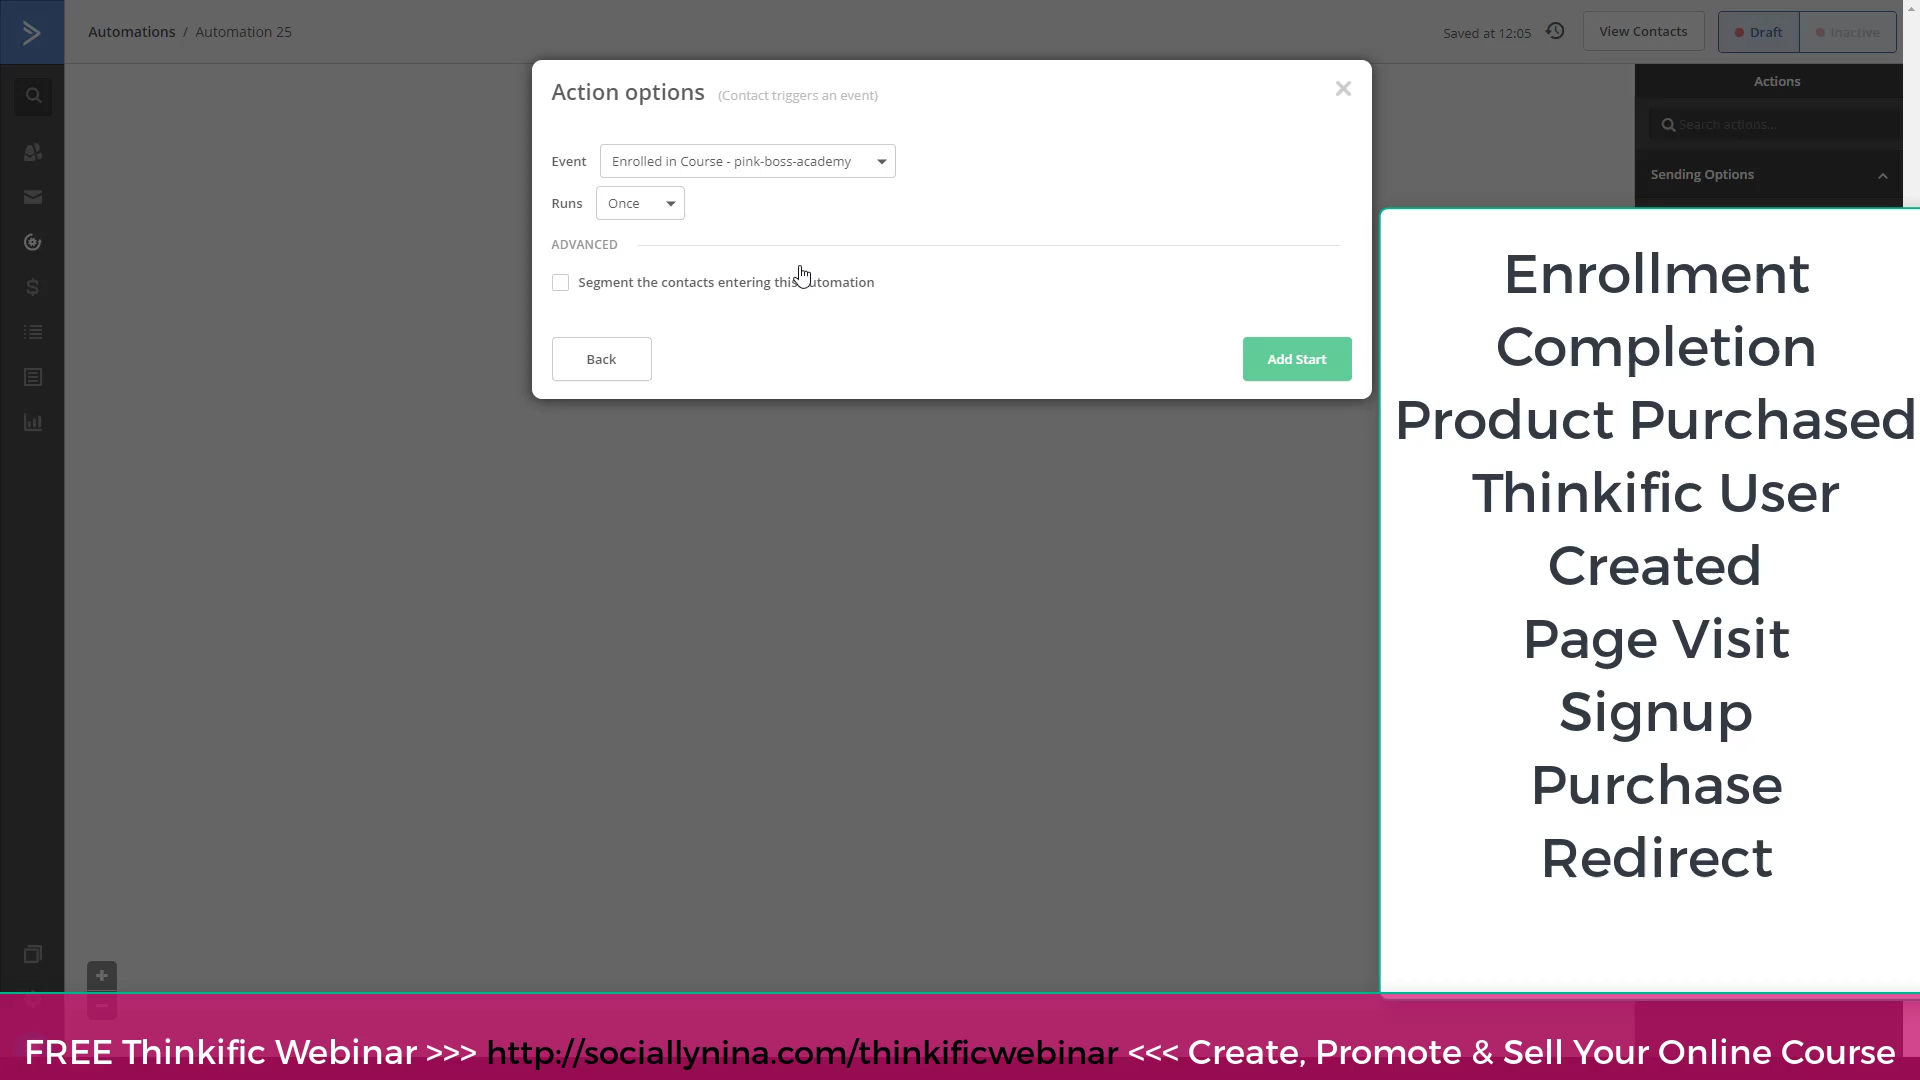 Automations / Automation 25
Saved at 12:05
View Contacts
Draft
Inactive
Action options (Contact triggers an event)
Event Enrolled in Course - pink-boss-academy
Runs Once
ADVANCED
Segment the contacts entering this automation
Back
Add Start
Actions
Search actions...
Sending Options
Enrollment
Completion
Product Purchased
Thinkific User
Created
Page Visit
Signup
Purchase
Redirect
FREE Thinkific Webinar >>> http://sociallynina.com/thinkificwebinar <<< Create, Promote & Sell Your Online Course